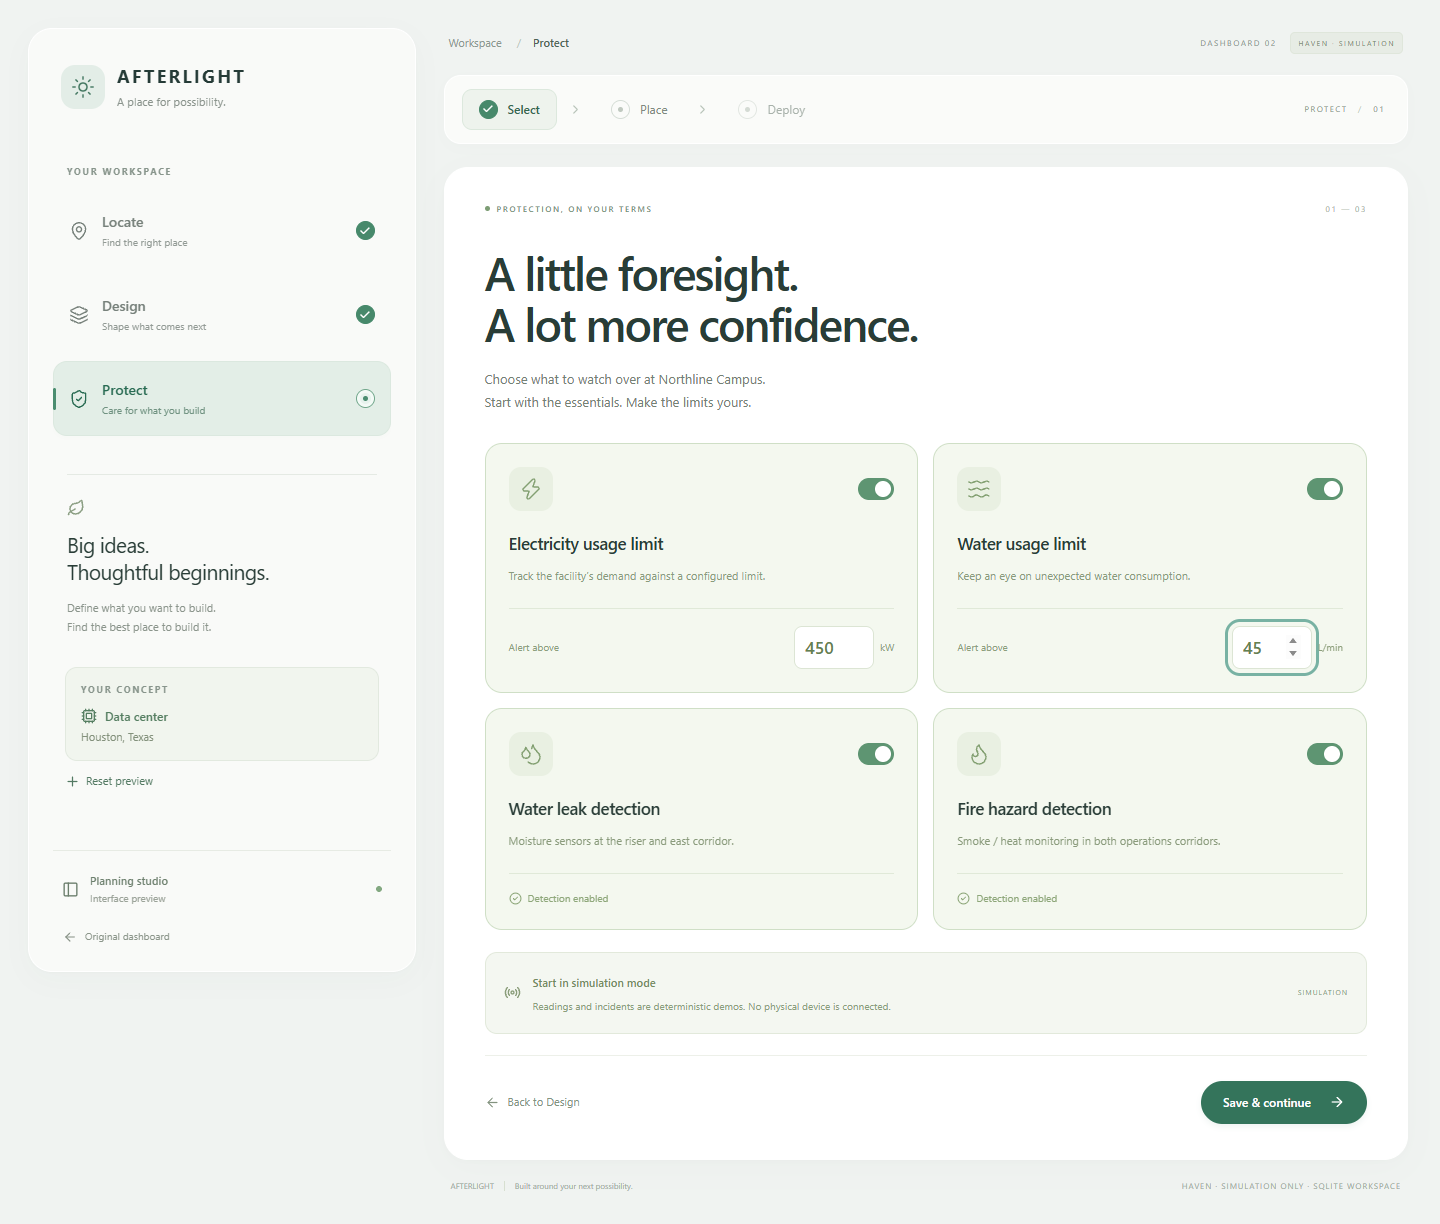 AFTERLIGHT
A place for possibility.
YOUR WORKSPACE
Locate
Find the right place
Design
Shape what comes next
Protect
Care for what you build
Big ideas.
Thoughtful beginnings.
Define what you want to build.
Find the best place to build it.
YOUR CONCEPT
Data center
Houston, Texas
Reset preview
Planning studio
Interface preview
Original dashboard
Workspace / Protect
DASHBOARD 02
HAVEN · SIMULATION
Select
Place
Deploy
PROTECT / 01
PROTECTION, ON YOUR TERMS
01 — 03
A little foresight.
A lot more confidence.
Choose what to watch over at Northline Campus.
Start with the essentials. Make the limits yours.
Electricity usage limit
Track the facility's demand against a configured limit.
Alert above
450
kW
Water usage limit
Keep an eye on unexpected water consumption.
Alert above
45
L/min
Water leak detection
Moisture sensors at the riser and east corridor.
Detection enabled
Fire hazard detection
Smoke / heat monitoring in both operations corridors.
Detection enabled
Start in simulation mode
Readings and incidents are deterministic demos. No physical device is connected.
SIMULATION
Back to Design
Save & continue
AFTERLIGHT
Built around your next possibility.
HAVEN · SIMULATION ONLY · SQLITE WORKSPACE